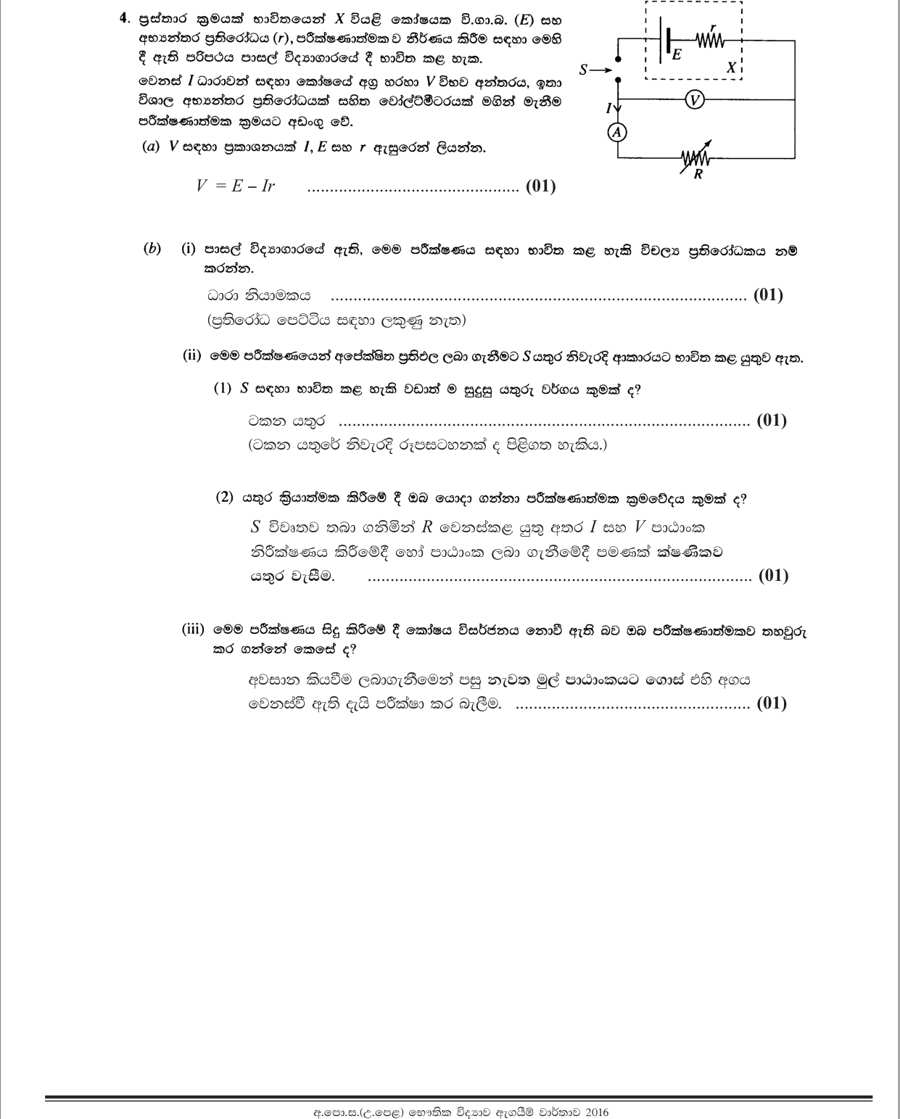 4. ප්‍රස්තාර ක්‍රමයක් භාවිතයෙන් X වියළි කෝෂයක වි.ගා.බ. (E) සහ
අභ්‍යන්තර ප්‍රතිරෝධය (r), පරීක්ෂණාත්මකව නිර්ණය කිරීම සඳහා මෙහි
දී ඇති පරිපථය පාසල් විද්‍යාගාරයේ දී භාවිත කළ හැක.
වෙනස් I ධාරාවන් සඳහා කෝෂයේ අග්‍ර හරහා V විභව අන්තරය, ඉතා
විශාල අභ්‍යන්තර ප්‍රතිරෝධයක් සහිත වෝල්ට්මීටරයක් මගින් මැනීම
පරීක්ෂණාත්මක ක්‍රමයට අඩංගු වේ.
r
E
X
S
V
I
A
R
(a) V සඳහා ප්‍රකාශනයක් I, E සහ r ඇසුරෙන් ලියන්න.
V = E – Ir ............................................... (01)
(b) (i) පාසල් විද්‍යාගාරයේ ඇති, මෙම පරීක්ෂණය සඳහා භාවිත කළ හැකි විචල්‍ය ප්‍රතිරෝධකය නම්
කරන්න.
ධාරා නියාමකය ............................................................................................ (01)
(ප්‍රතිරෝධ පෙට්ටිය සඳහා ලකුණු නැත)
(ii) මෙම පරීක්ෂණයෙන් අපේක්ෂිත ප්‍රතිඵල ලබා ගැනීමට S යතුර නිවැරදි ආකාරයට භාවිත කළ යුතුව ඇත.
(1) S සඳහා භාවිත කළ හැකි වඩාත් ම සුදුසු යතුරු වර්ගය කුමක් ද?
ටකන යතුර ........................................................................................... (01)
(ටකන යතුරේ නිවැරදි රූපසටහනක් ද පිළිගත හැකිය.)
(2) යතුර ක්‍රියාත්මක කිරීමේ දී ඔබ යොදා ගන්නා පරීක්ෂණාත්මක ක්‍රමවේදය කුමක් ද?
S විවෘතව තබා ගනිමින් R වෙනස්කළ යුතු අතර I සහ V පාඨාංක
නිරීක්ෂණය කිරීමේදී හෝ පාඨාංක ලබා ගැනීමේදී පමණක් ක්ෂණිකව
යතුර වැසීම. ..................................................................................... (01)
(iii) මෙම පරීක්ෂණය සිදු කිරීමේ දී කෝෂය විසර්ජනය නොවී ඇති බව ඔබ පරීක්ෂණාත්මකව තහවුරු
කර ගන්නේ කෙසේ ද?
අවසාන කියවීම ලබාගැනීමෙන් පසු නැවත මුල් පාඨාංකයට ගොස් එහි අගය
වෙනස්වී ඇති දැයි පරීක්ෂා කර බැලීම. .................................................... (01)
අ.පො.ස.(උ.පෙළ) භෞතික විද්‍යාව ඇගයීම් වාර්තාව 2016